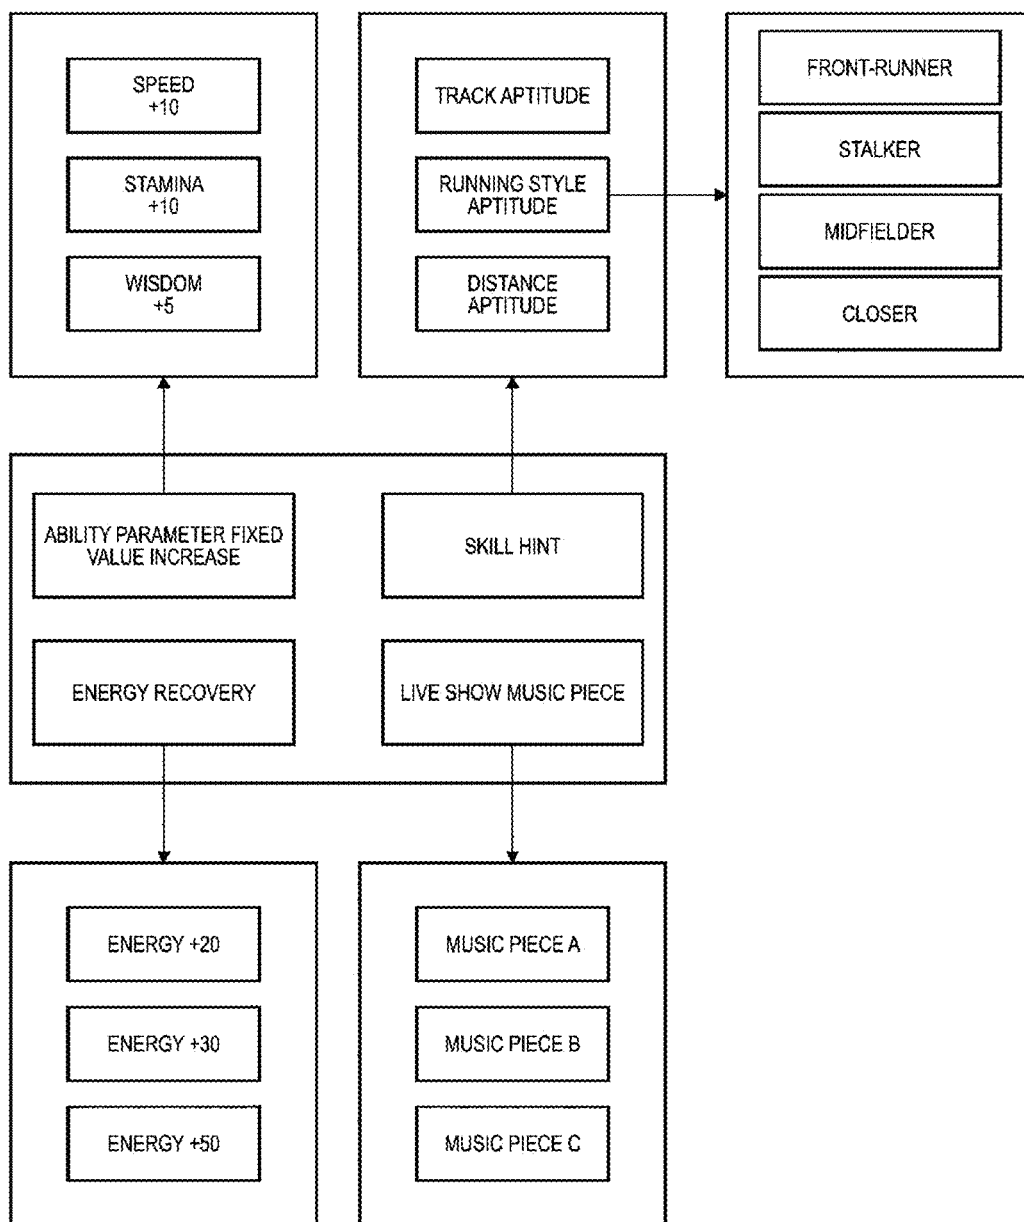 SPEED
+10
STAMINA
+10
WISDOM
+5
TRACK APTITUDE
RUNNING STYLE
APTITUDE
DISTANCE
APTITUDE
FRONT-RUNNER
STALKER
MIDFIELDER
CLOSER
ABILITY PARAMETER FIXED
VALUE INCREASE
SKILL HINT
ENERGY RECOVERY
LIVE SHOW MUSIC PIECE
ENERGY +20
ENERGY +30
ENERGY +50
MUSIC PIECE A
MUSIC PIECE B
MUSIC PIECE C